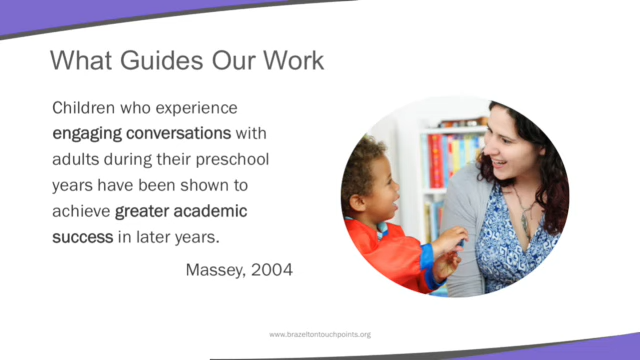 What Guides Our Work
Children who experience
engaging conversations with
adults during their preschool
years have been shown to
achieve greater academic
success in later years.
Massey, 2004
www.brazeltontouchpoints.org